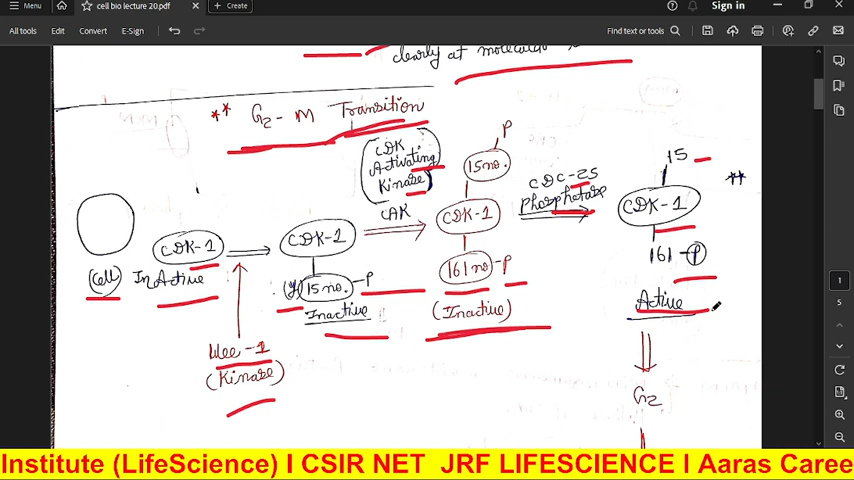 Menu
cell bio lecture 20.pdf
+ Create
Sign in
All tools Edit Convert E-Sign
Find text or tools
clearly at molecular
** G2 - M Transition
CDK
Activating
Kinase
CAK
P
15 no.
CDK-1
161 no - P
(Inactive)
CDC-25
Phosphatase
15
CDK-1
161 - P
Active
**
G2
(Cell)
CDK-1
InActive
CDK-1
(Y) 15 no. - P
Inactive
Wee-1
(Kinase)
1
5
Institute (LifeScience) I CSIR NET JRF LIFESCIENCE I Aaras Caree